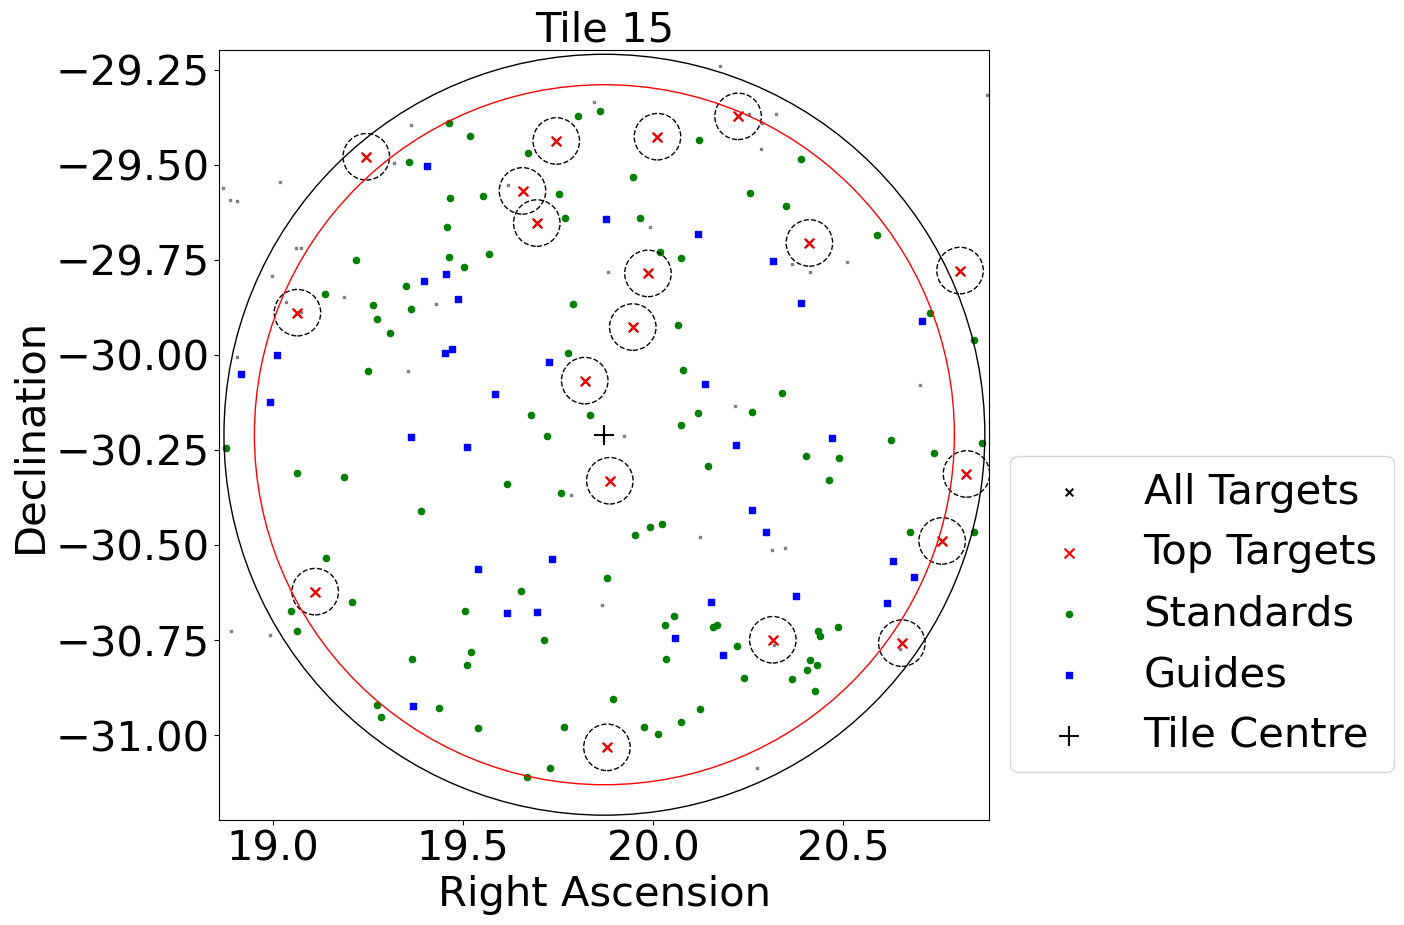 Tile 15
−29.25
−29.50
−29.75
−30.00
−30.25
−30.50
−30.75
−31.00
Declination
19.0 19.5 20.0 20.5
Right Ascension
All Targets
Top Targets
Standards
Guides
Tile Centre